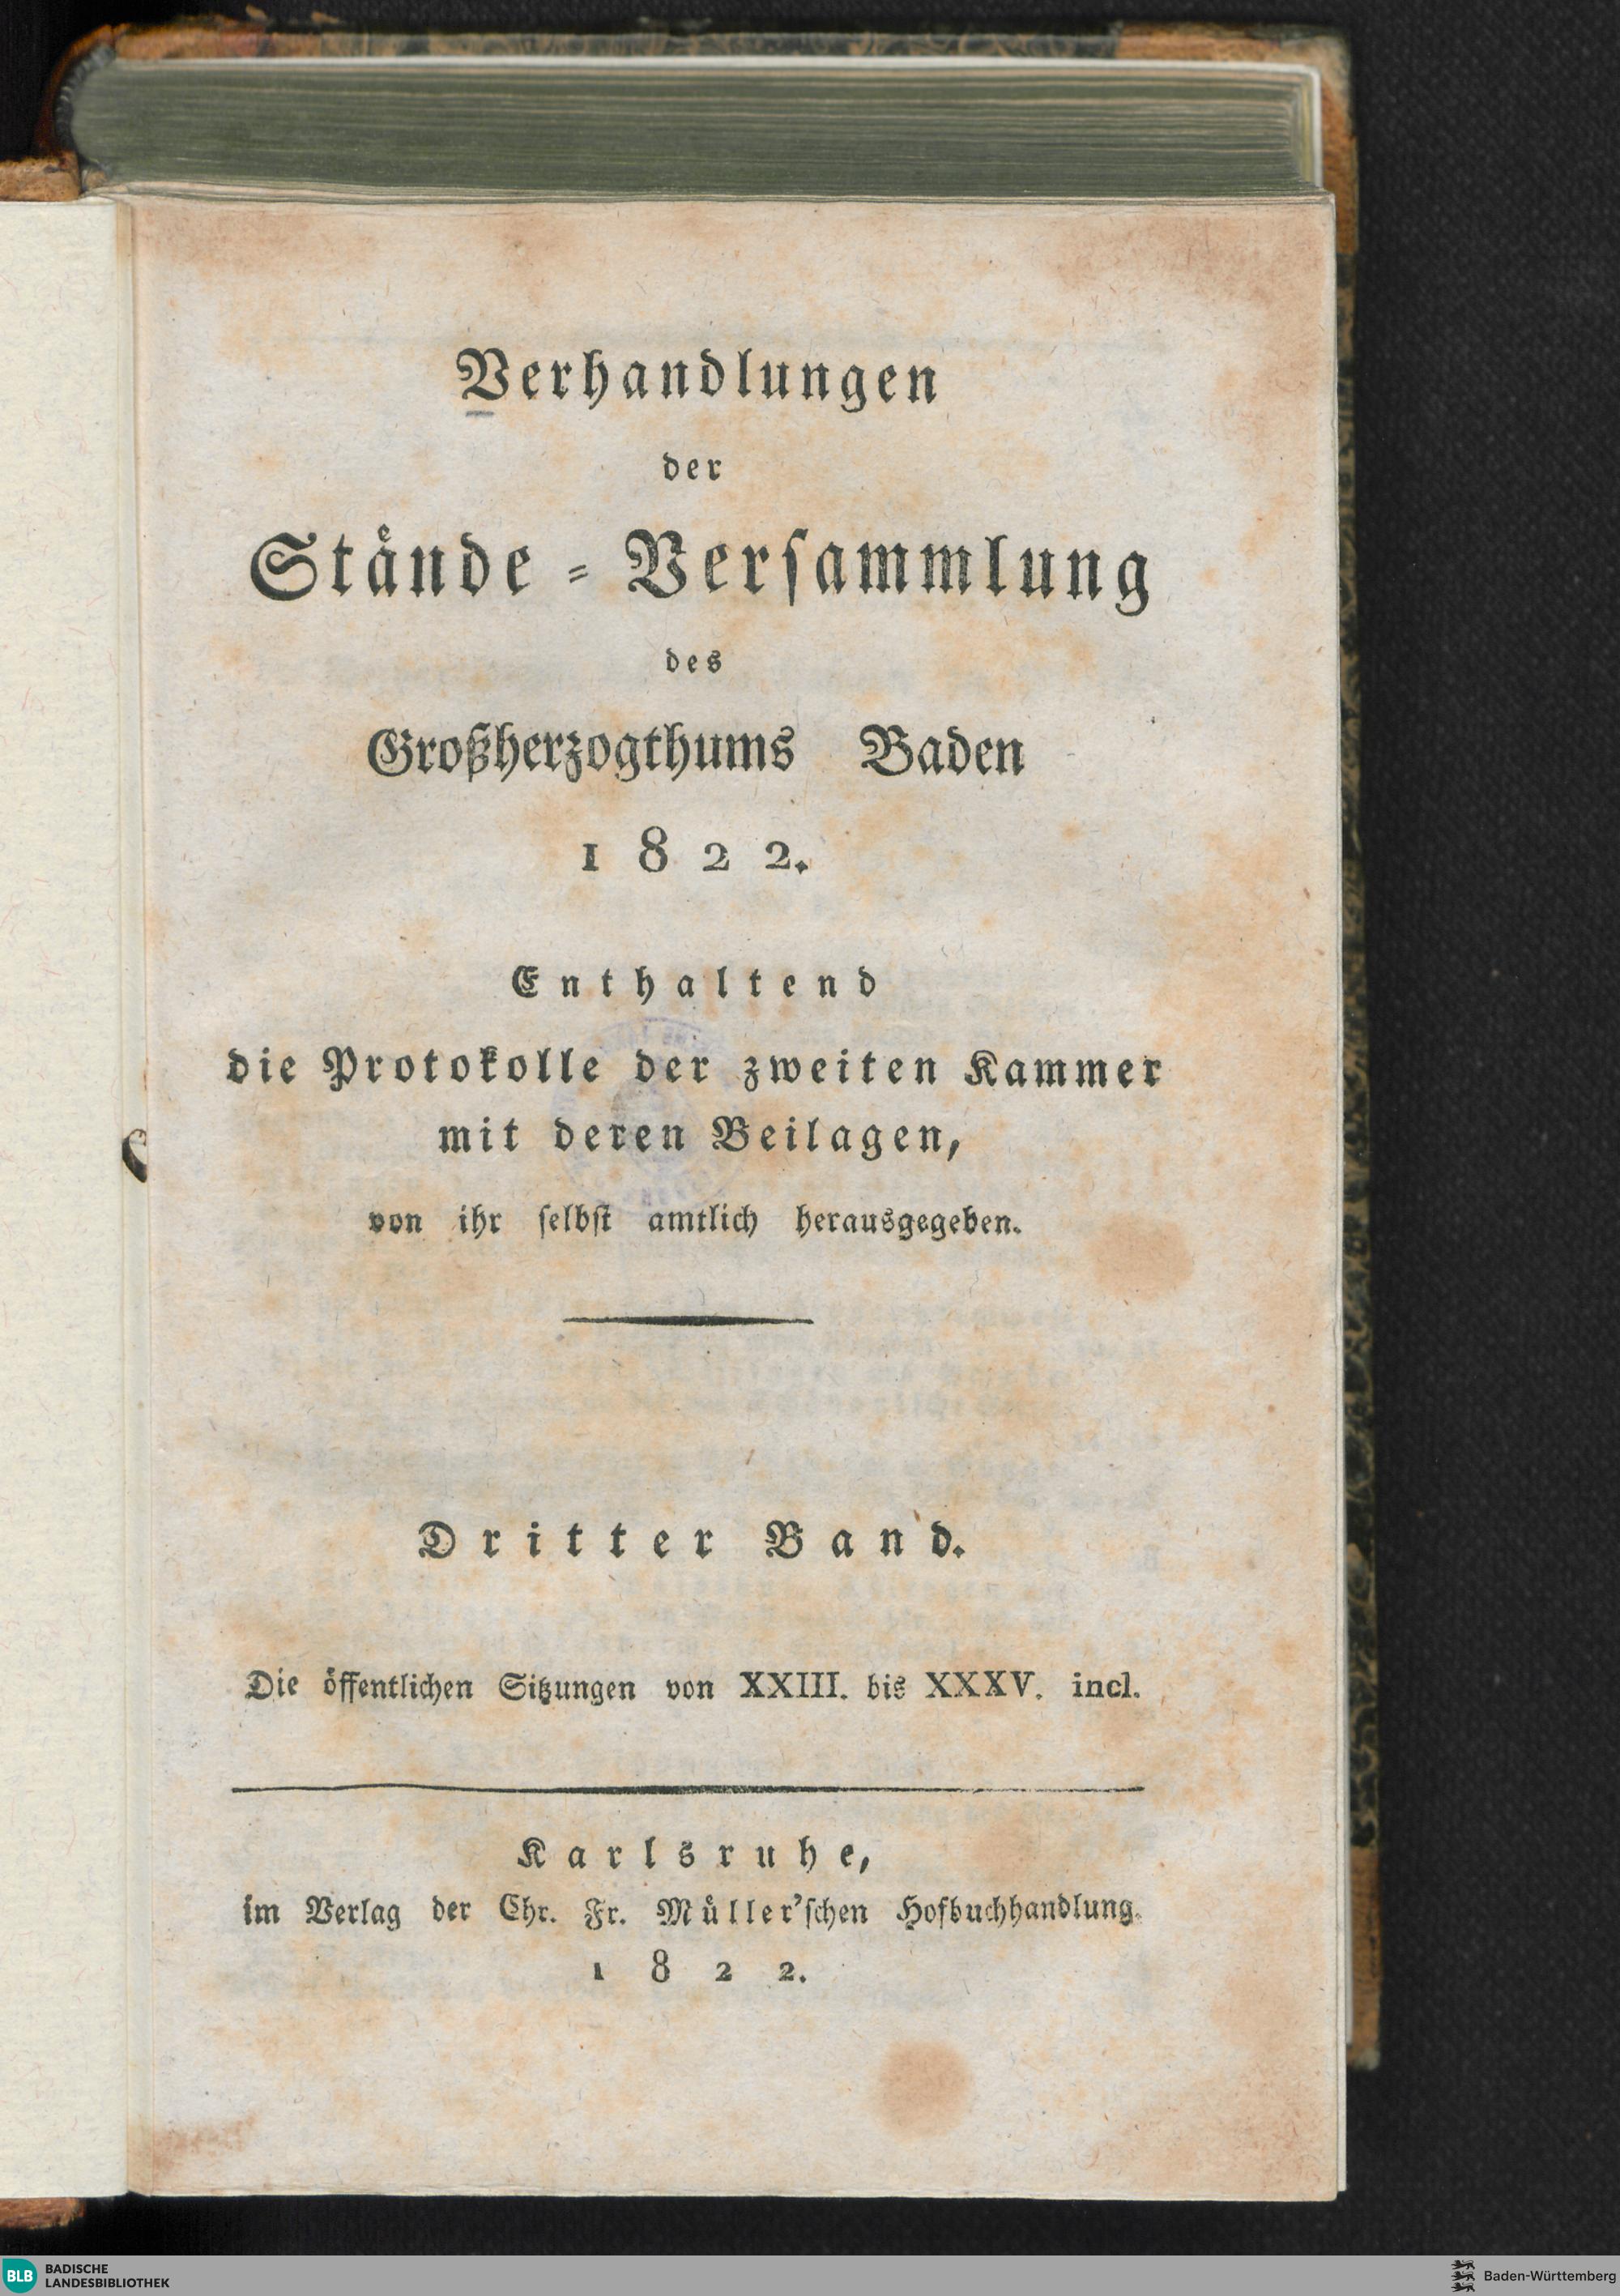 Verhandlungen
der
Stände-Versammlung
des
Großherzogthums Baden
1822.
Enthaltend
die Protokolle der zweiten Kammer
mit deren Beilagen,
von ihr selbst amtlich herausgegeben.
Dritter Band.
Die öffentlichen Sitzungen von XXIII. bis XXXV. incl.
Karlsruhe,
im Verlag der Chr. Fr. Müller'schen Hofbuchhandlung.
1822.
BLB BADISCHE
LANDESBIBLIOTHEK
Baden-Württemberg